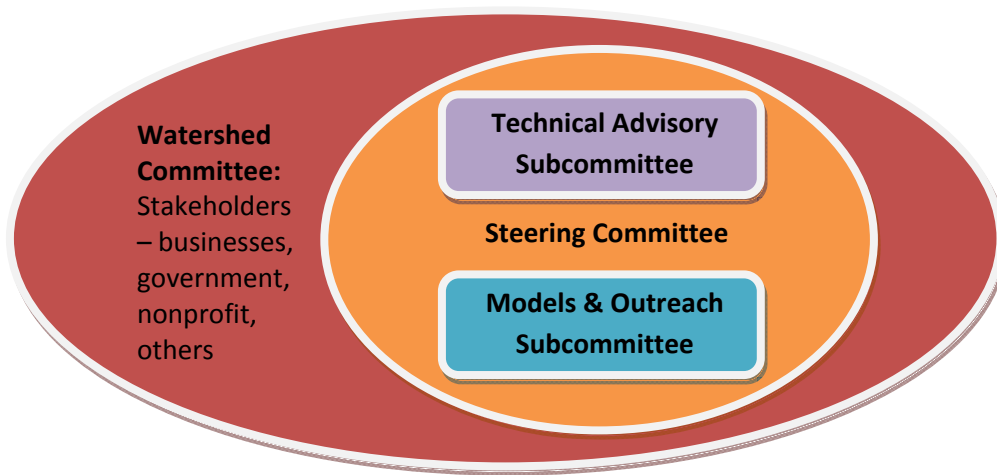 Watershed
Committee:
Stakeholders
– businesses,
government,
nonprofit,
others
Technical Advisory
Subcommittee
Steering Committee
Models & Outreach
Subcommittee